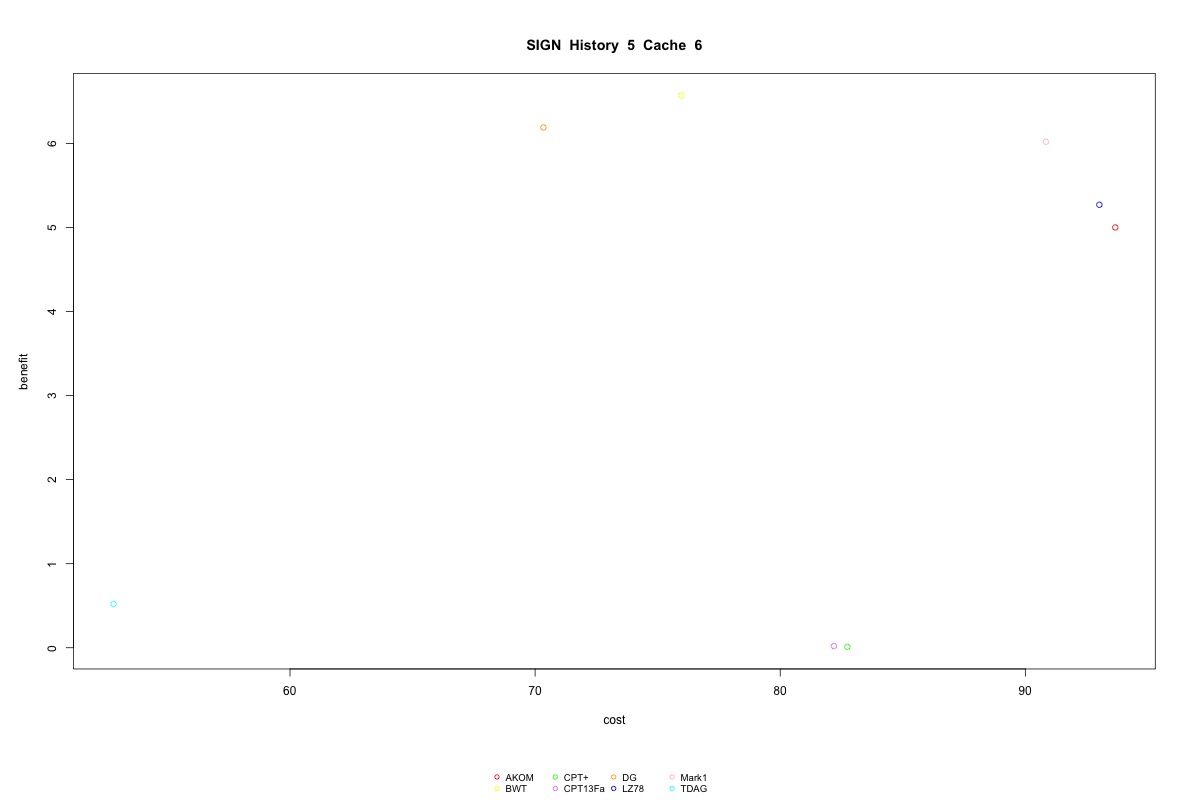 SIGN History 5 Cache 6
6
5
4
3
2
1
0
benefit
60 70 80 90
cost
AKOM CPT+ DG Mark1
BWT CPT13Fa LZ78 TDAG